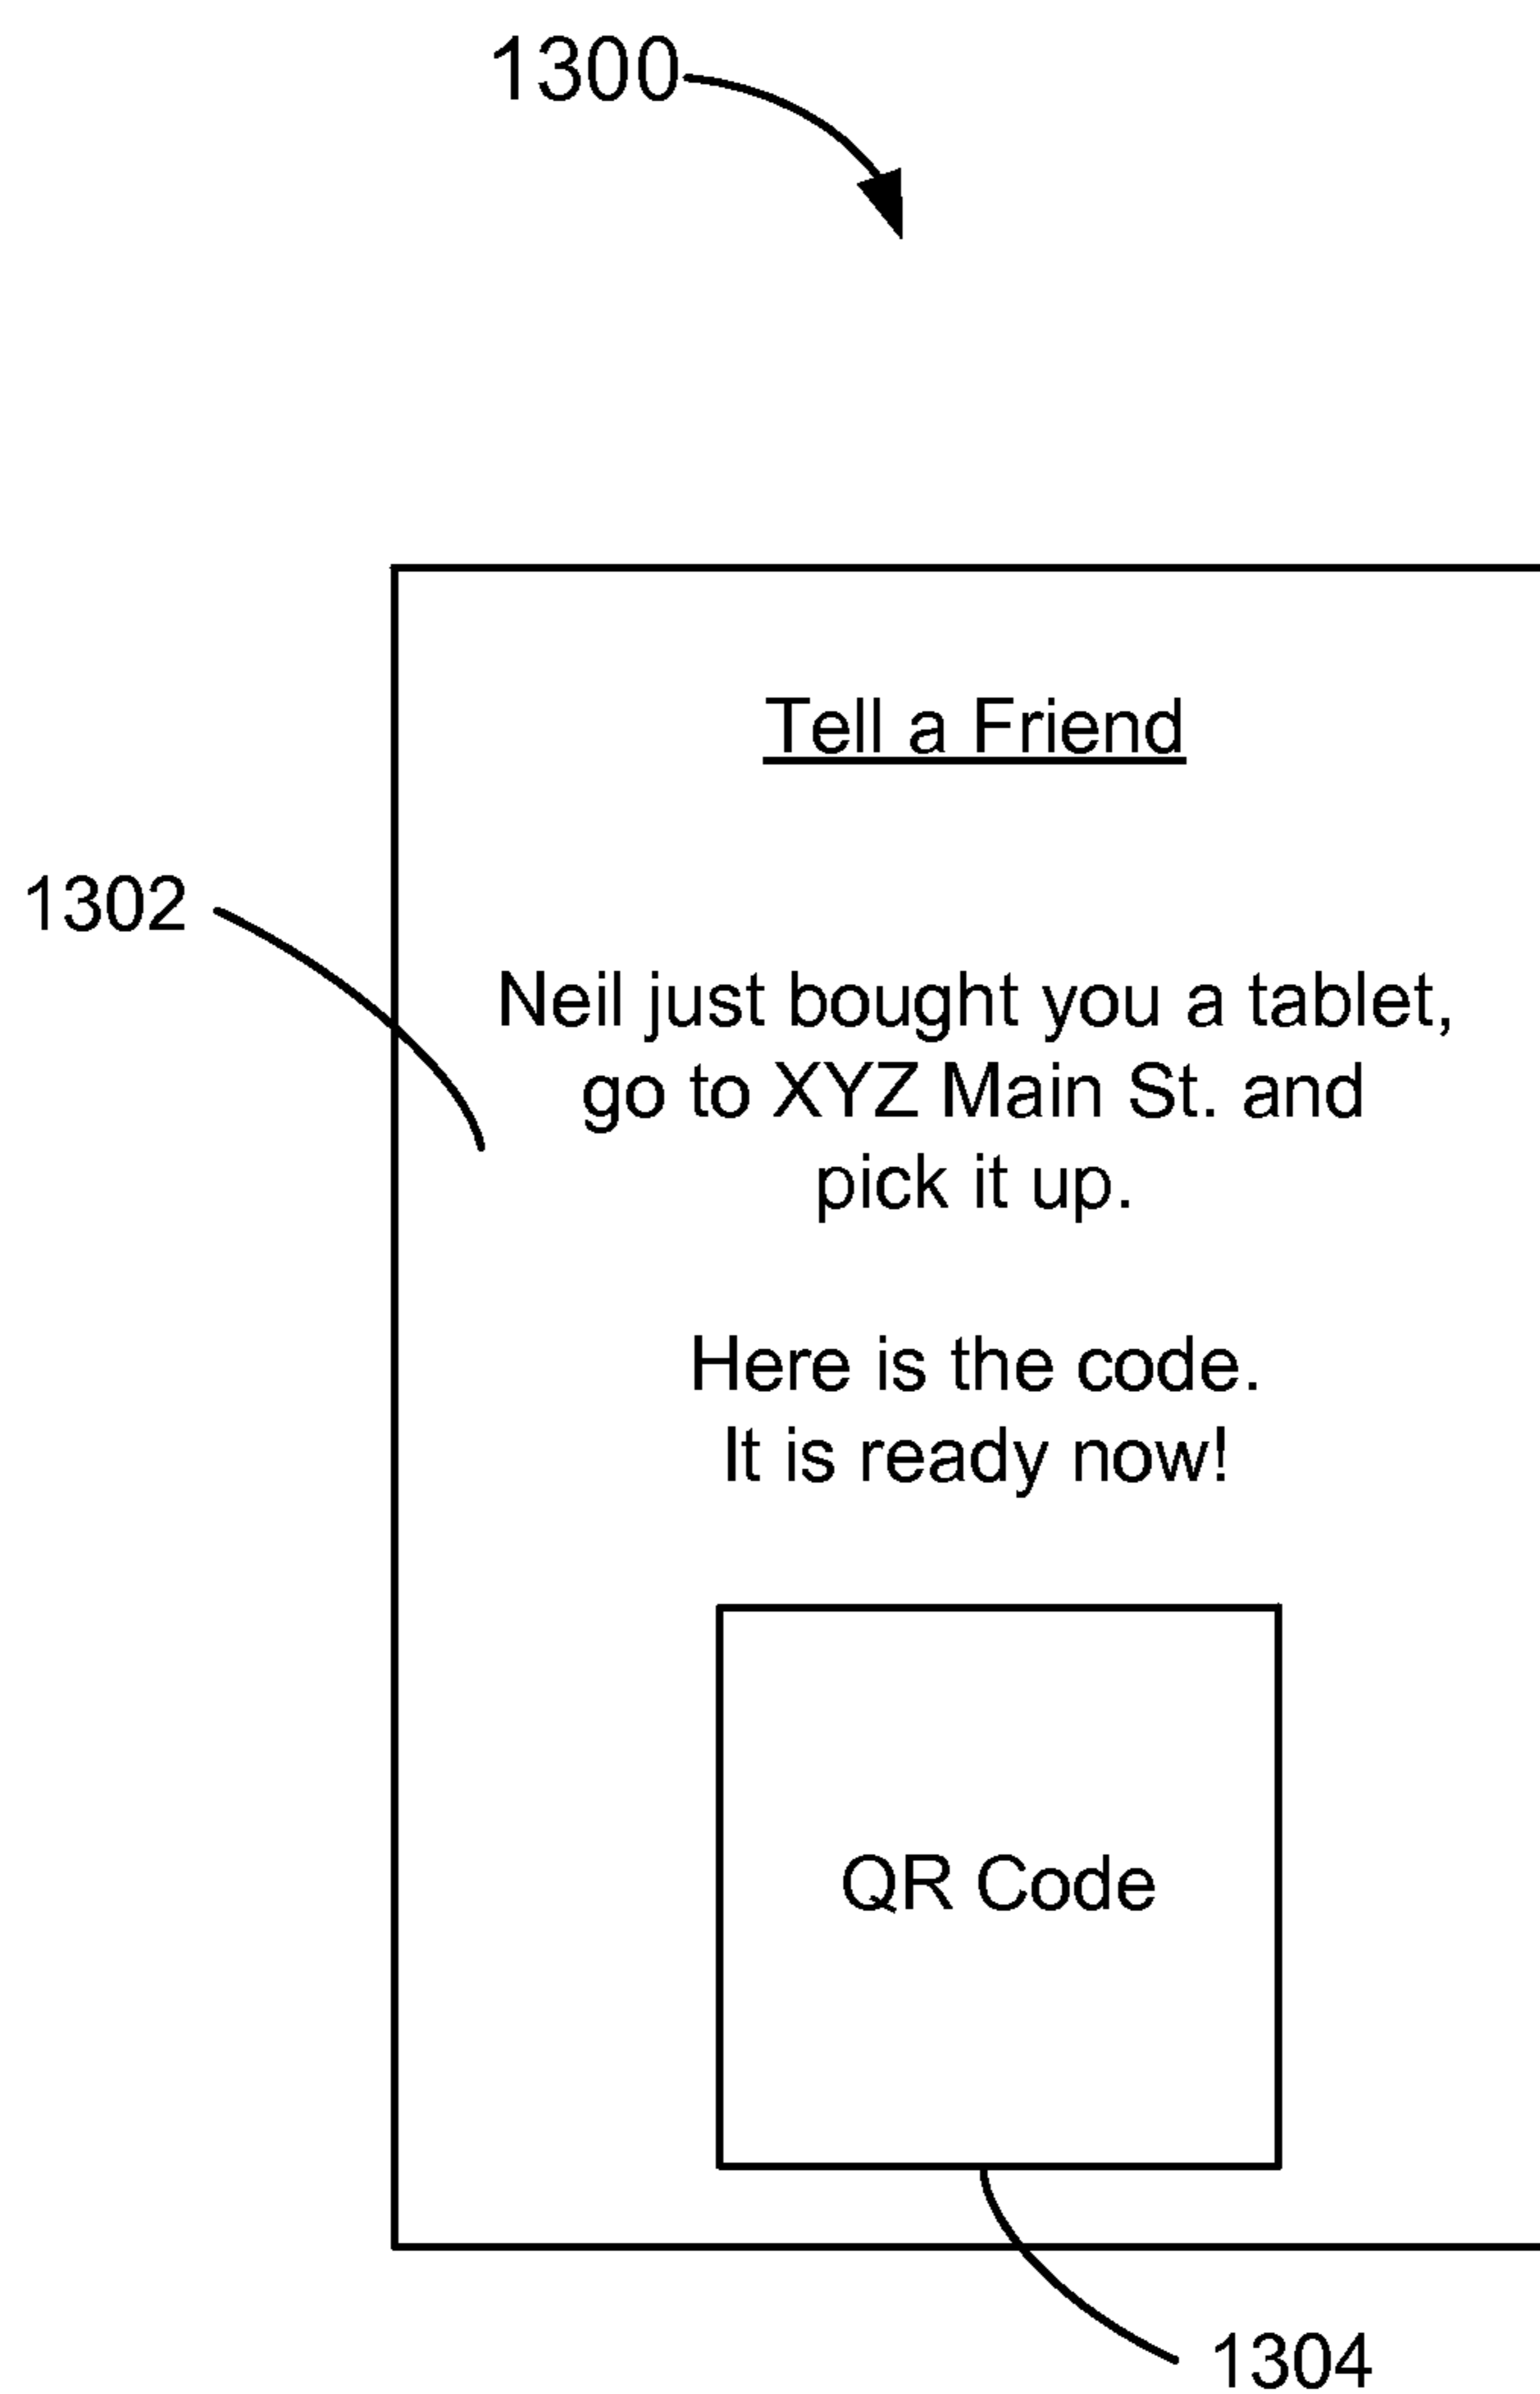 1300
Tell a Friend
1302
Neil just bought you a tablet,
go to XYZ Main St. and
pick it up.
Here is the code.
It is ready now!
QR Code
1304